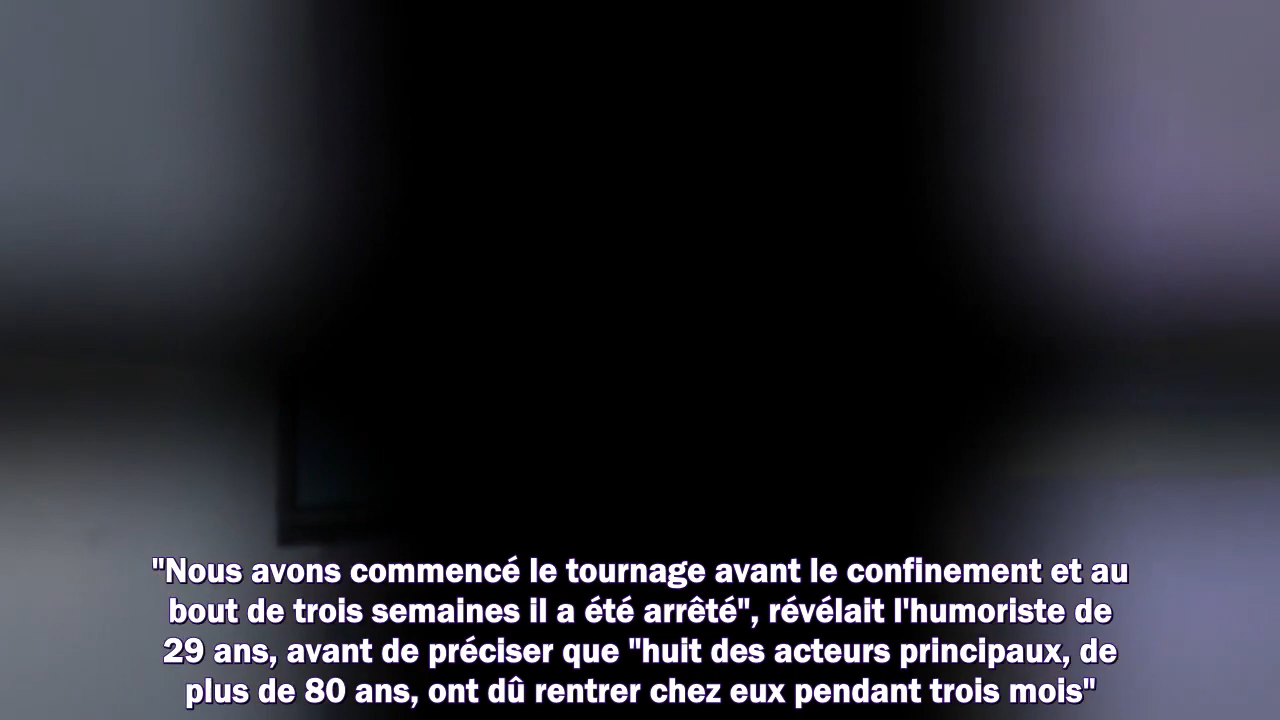 "Nous avons commencé le tournage avant le confinement et au
bout de trois semaines il a été arrêté", révélait l'humoriste de
29 ans, avant de préciser que "huit des acteurs principaux, de
plus de 80 ans, ont dû rentrer chez eux pendant trois mois"